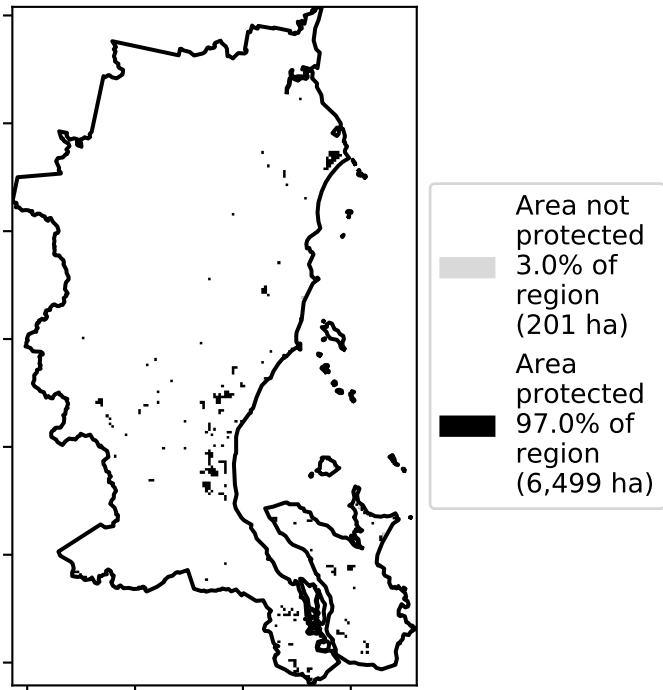 Area not
protected
3.0% of
region
(201 ha)
Area
protected
97.0% of
region
(6,499 ha)